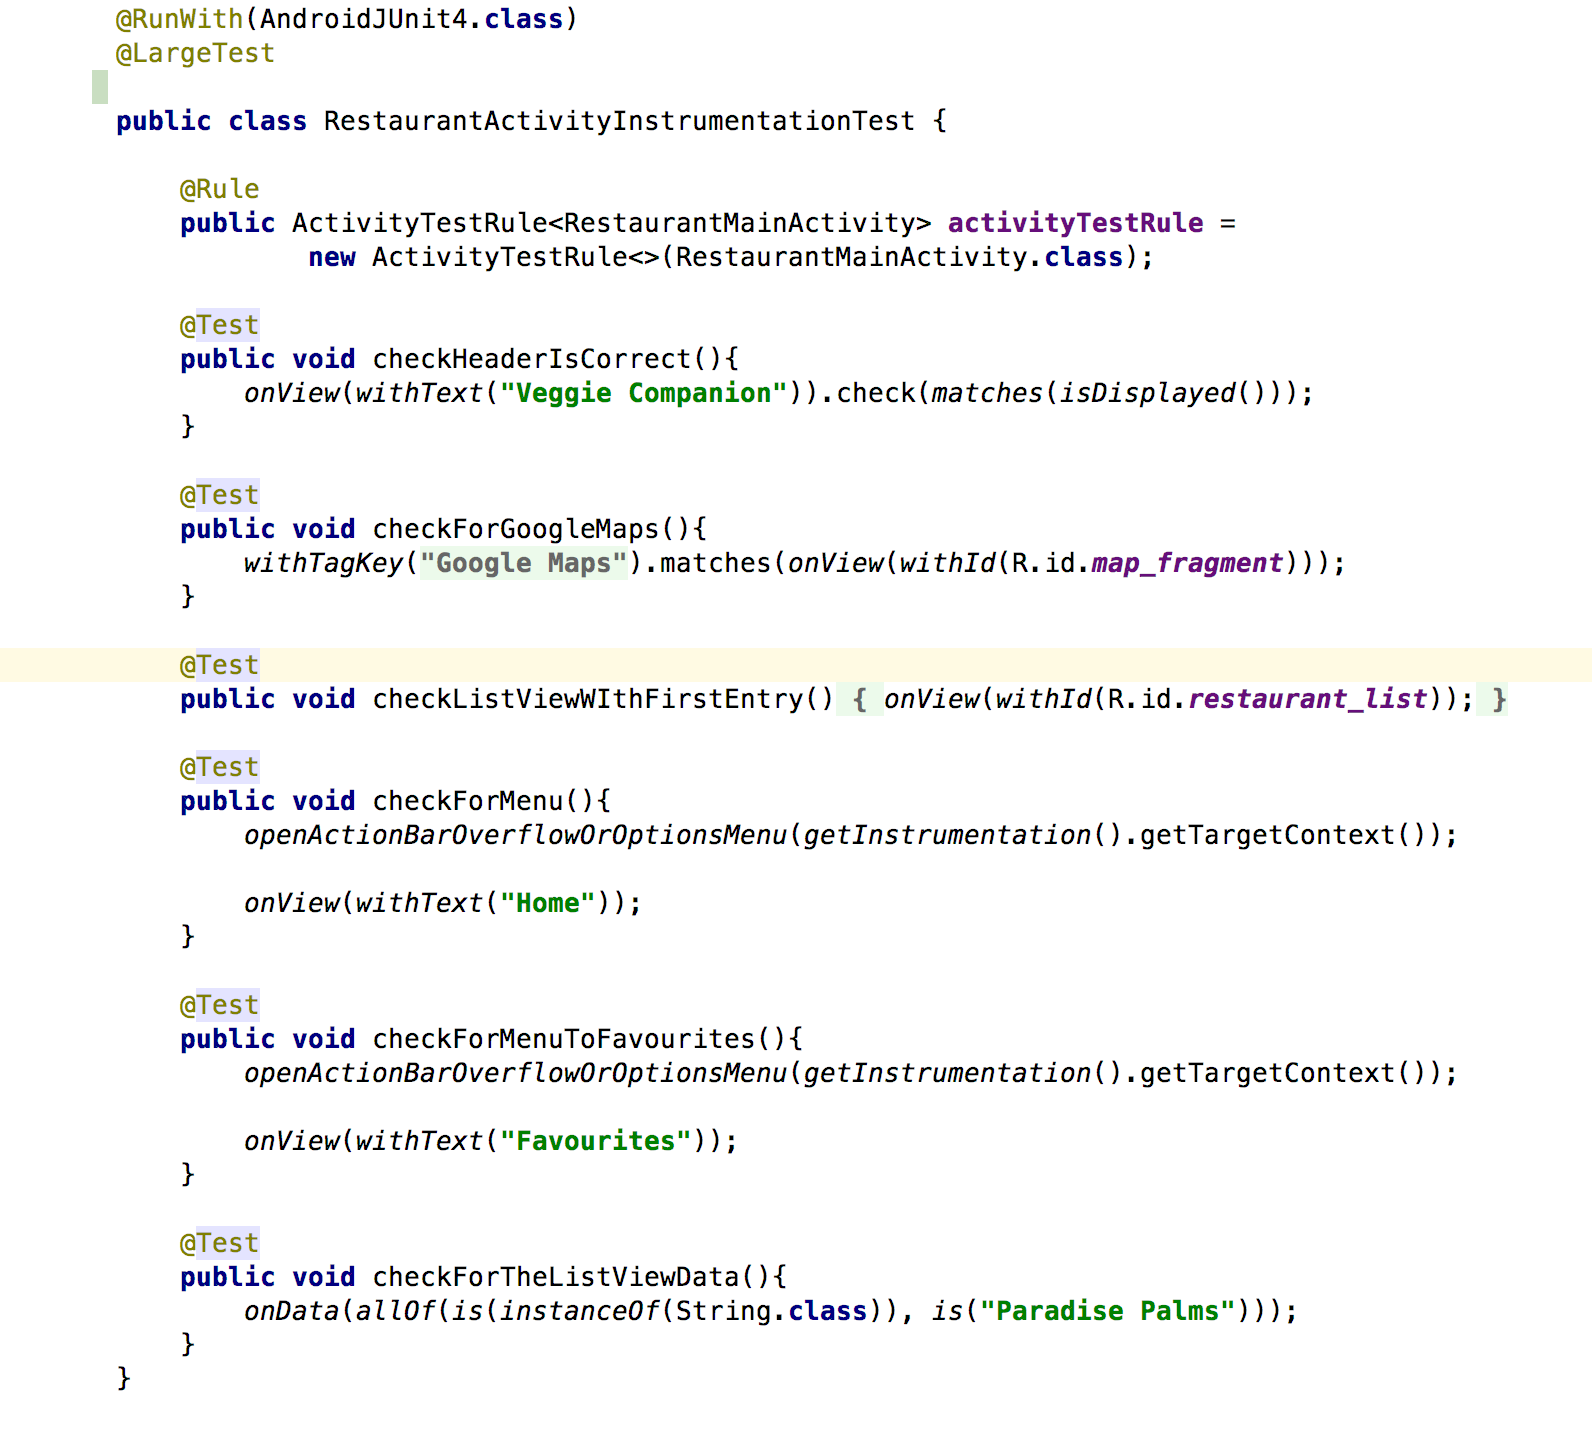 @RunWith(AndroidJUnit4.class)
@LargeTest
public class RestaurantActivityInstrumentationTest {
@Rule
public ActivityTestRule<RestaurantMainActivity> activityTestRule =
new ActivityTestRule<>(RestaurantMainActivity.class);
@Test
public void checkHeaderIsCorrect(){
onView(withText("Veggie Companion")).check(matches(isDisplayed()));
}
@Test
public void checkForGoogleMaps(){
withTagKey("Google Maps").matches(onView(withId(R.id.map_fragment)));
}
@Test
public void checkListViewWIthFirstEntry() { onView(withId(R.id.restaurant_list)); }
@Test
public void checkForMenu(){
openActionBarOverflowOrOptionsMenu(getInstrumentation().getTargetContext());
onView(withText("Home"));
}
@Test
public void checkForMenuToFavourites(){
openActionBarOverflowOrOptionsMenu(getInstrumentation().getTargetContext());
onView(withText("Favourites"));
}
@Test
public void checkForTheListViewData(){
onData(allOf(is(instanceOf(String.class)), is("Paradise Palms")));
}
}